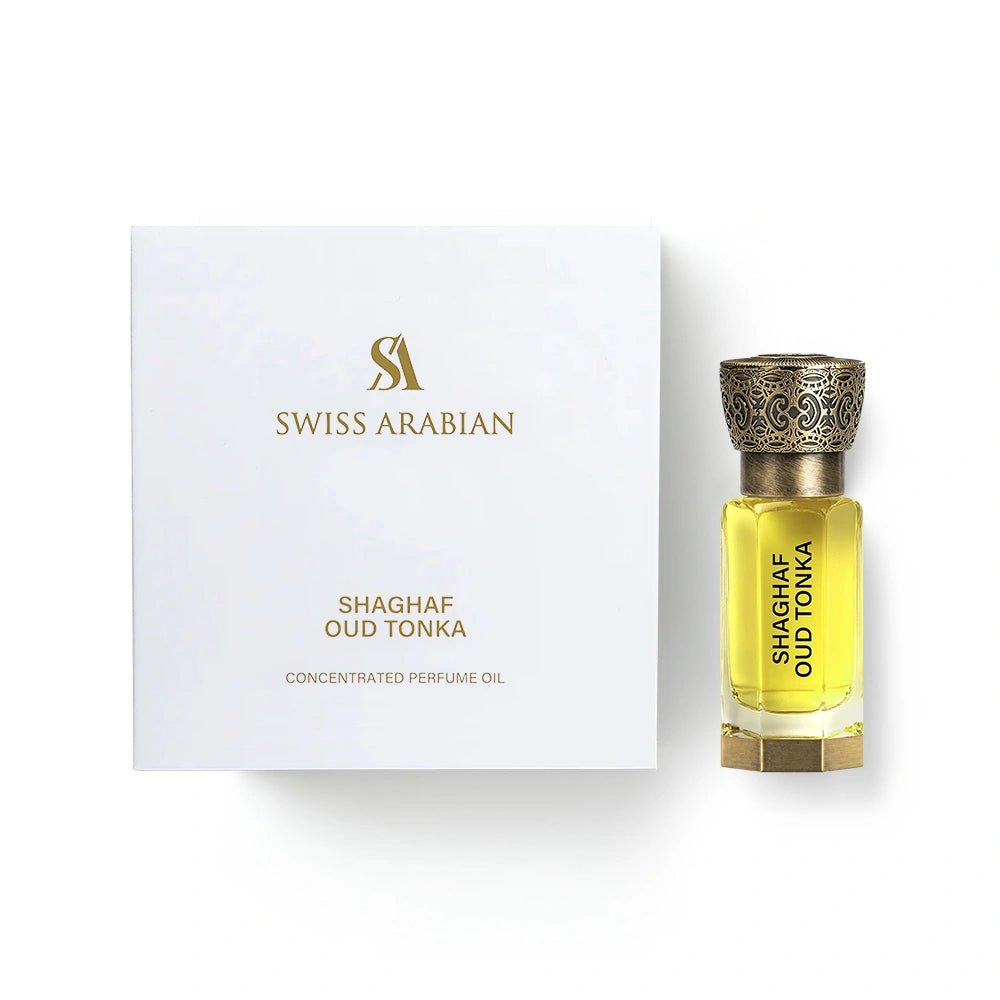 SA
SWISS ARABIAN
SHAGHAF
OUD TONKA
CONCENTRATED PERFUME OIL
SHAGHAF
OUD TONKA